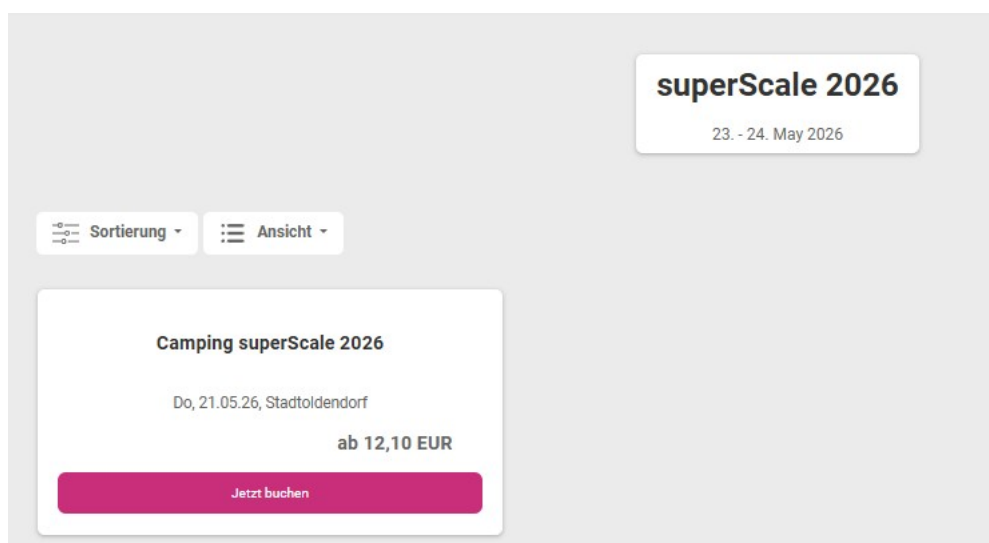 superScale 2026
23. - 24. May 2026
Sortierung
Ansicht
Camping superScale 2026
Do, 21.05.26, Stadtoldendorf
ab 12,10 EUR
Jetzt buchen